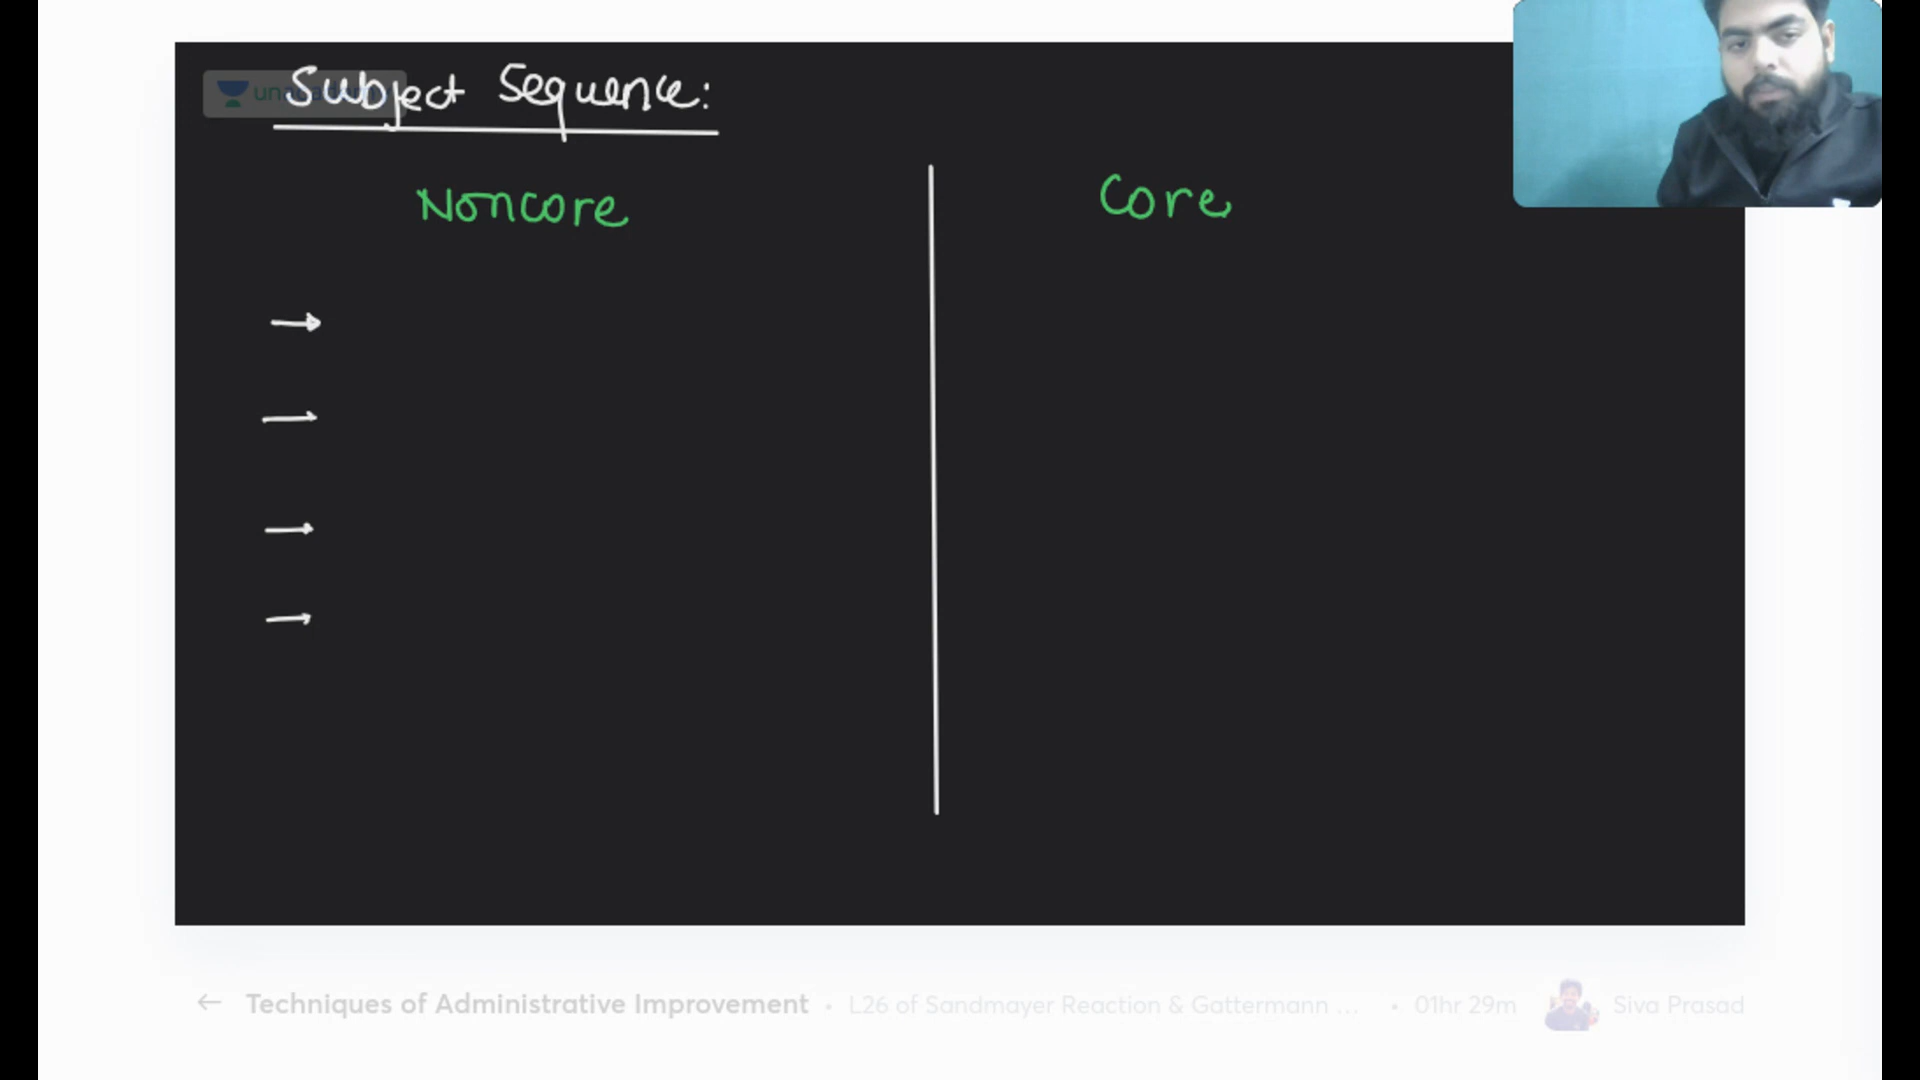 Subject Sequence:
Noncore
Core
Techniques of Administrative Improvement • L26 of Sandmayer Reaction & Gattermann ... • 01hr 29m Siva Prasad